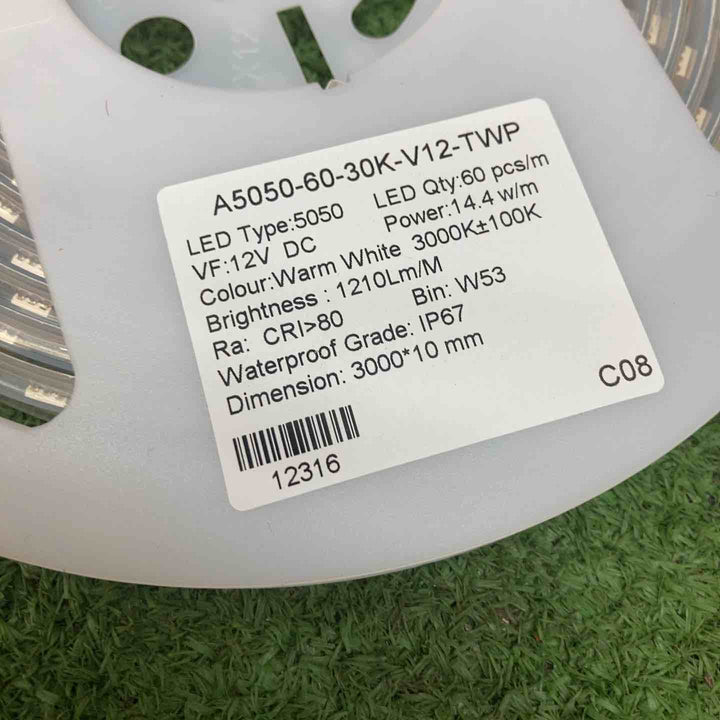 A5050-60-30K-V12-TWP
LED Type:5050 LED Qty:60 pcs/m
VF:12V DC Power:14.4 w/m
Colour:Warm White 3000K±100K
Brightness : 1210Lm/M
Ra: CRI>80 Bin: W53
Waterproof Grade: IP67
Dimension: 3000*10 mm
C08
12316